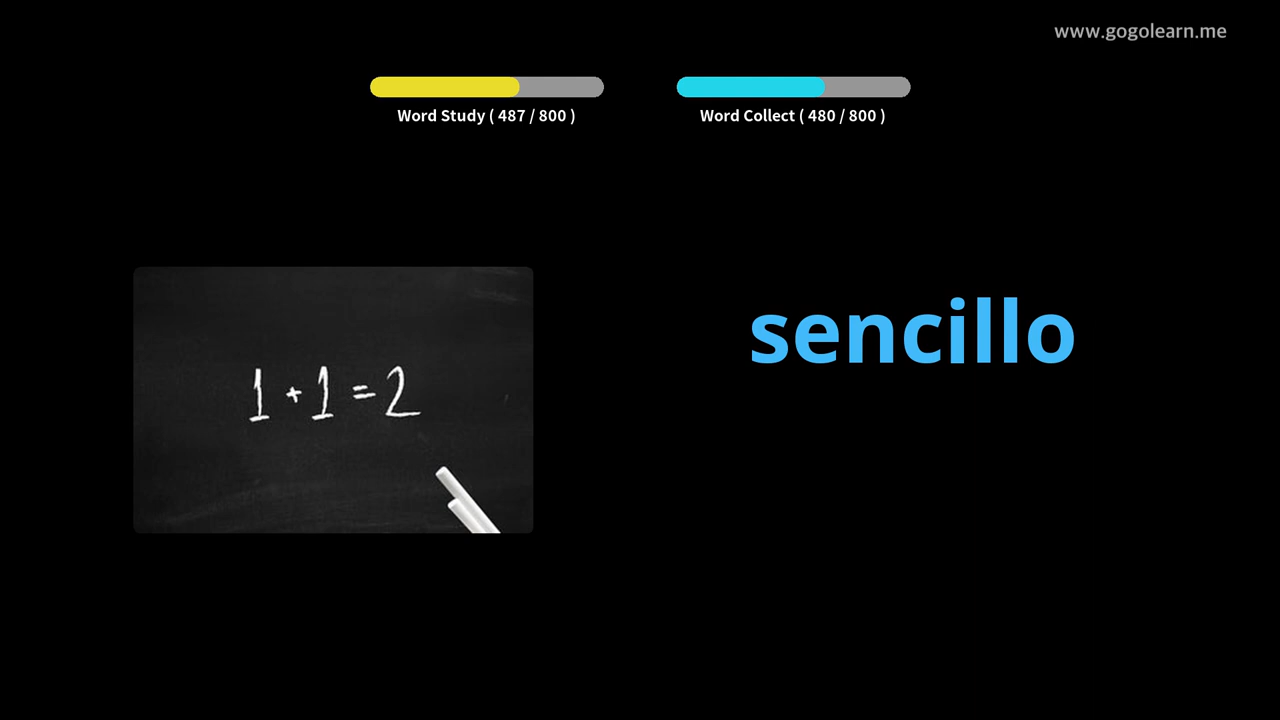 www.gogolearn.me
Word Study ( 487 / 800 )
Word Collect ( 480 / 800 )
sencillo
1 + 1 = 2